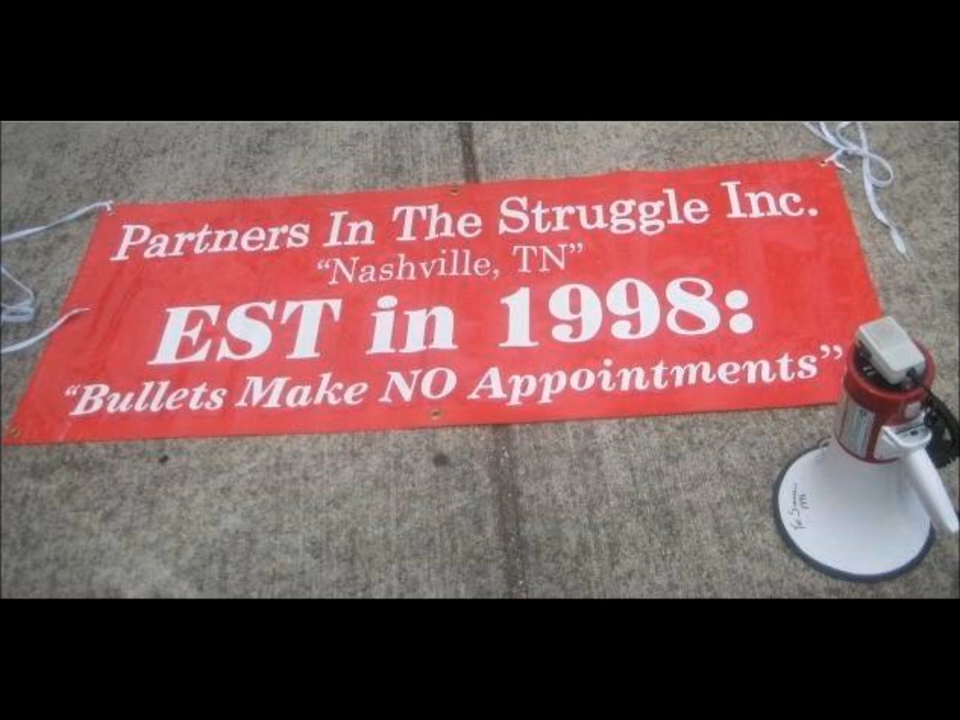 Partners In The Struggle Inc.
“Nashville, TN”
EST in 1998:
“Bullets Make NO Appointments”